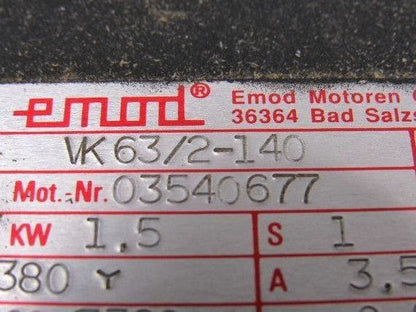 emod® Emod Motoren
36364 Bad Salzs
VK63/2-140
Mot.-Nr. 03540677
KW 1,5 S 1
380 Y A 3,5